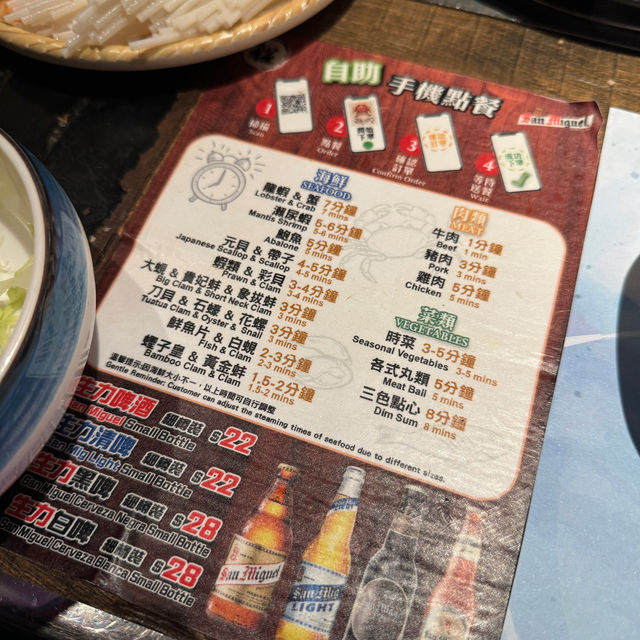 自助 手機點餐
San Miguel
1 掃描 Scan
2 點餐 Order
3 確認訂單 Confirm Order
4 等待送餐 Wait
成功下單
海鮮
SEAFOOD
龍蝦 & 蟹 7分鐘
Lobster & Crab 7 mins
瀨尿蝦 5-6分鐘
Mantis Shrimp 5-6 mins
鮑魚 5分鐘
Abalone 5 mins
元貝 & 帶子 4-5分鐘
Japanese Scallop & Scallop 4-5 mins
蝦類 & 彩貝 3-4分鐘
Prawn & Clam 3-4 mins
大蜆 & 貴妃蚌 & 象拔蚌 3分鐘
Big Clam & Short Neck Clam 3 mins
刀貝 & 石蠔 & 花螺 3分鐘
Tuatua Clam & Oyster & Snail 3 mins
鮮魚片 & 白蜆 2-3分鐘
Fish & Clam 2-3 mins
蟶子皇 & 黃金蚌 1.5-2分鐘
Bamboo Clam & Clam 1.5-2 mins
肉類
MEAT
牛肉 1分鐘
Beef 1 min
豬肉 3分鐘
Pork 3 mins
雞肉 5分鐘
Chicken 5 mins
菜類
VEGETABLES
時菜 3-5分鐘
Seasonal Vegetables 3-5 mins
各式丸類 5分鐘
Meat Ball 5 mins
三色點心 8分鐘
Dim Sum 8 mins
溫馨提示:因海鮮大小不一,以上時間可自行調整
Gentle Reminder: Customer can adjust the steaming times of seafood due to different sizes.
生力啤酒 細樽裝 $22
San Miguel Small Bottle
生力清啤 細樽裝 $22
Light Small Bottle
生力黑啤 細樽裝 $28
San Miguel Cerveza Negra Small Bottle
生力白啤 細樽裝 $28
San Miguel Cerveza Blanca Small Bottle
San Miguel
San Mig
LIGHT